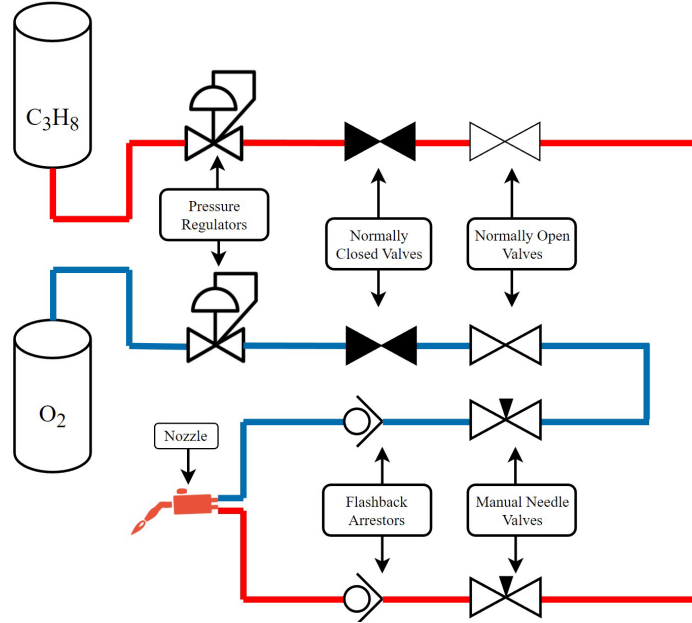 C₃H₈
Pressure
Regulators
Normally
Closed Valves
Normally Open
Valves
O₂
Nozzle
Flashback
Arrestors
Manual Needle
Valves